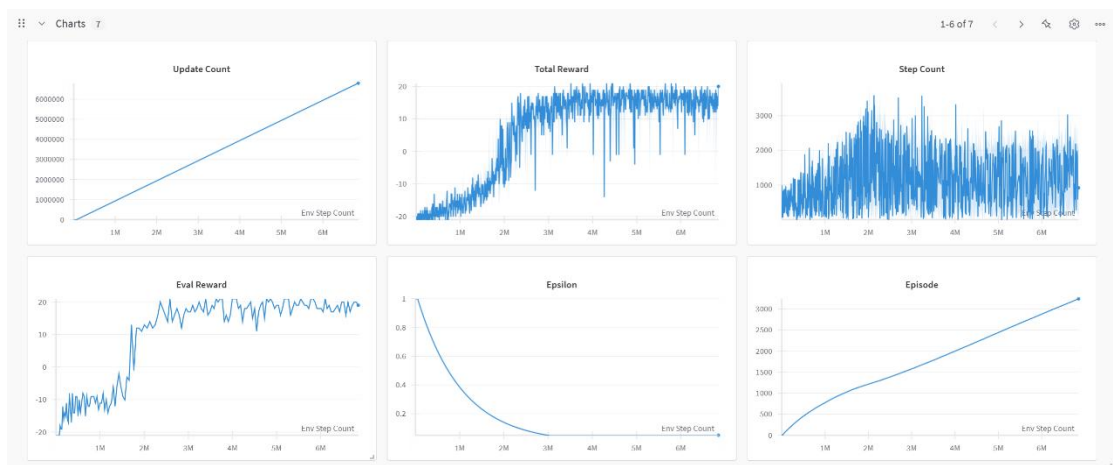 Charts 7
1-6 of 7
Update Count
6000000
5000000
4000000
3000000
2000000
1000000
0
Env Step Count
1M 2M 3M 4M 5M 6M
Total Reward
20
10
0
-10
-20
Env Step Count
1M 2M 3M 4M 5M 6M
Step Count
3000
2000
1000
Env Step Count
1M 2M 3M 4M 5M 6M
Eval Reward
20
10
0
-10
-20
Env Step Count
1M 2M 3M 4M 5M 6M
Epsilon
1
0.8
0.6
0.4
0.2
Env Step Count
1M 2M 3M 4M 5M 6M
Episode
3000
2500
2000
1500
1000
500
0
Env Step Count
1M 2M 3M 4M 5M 6M